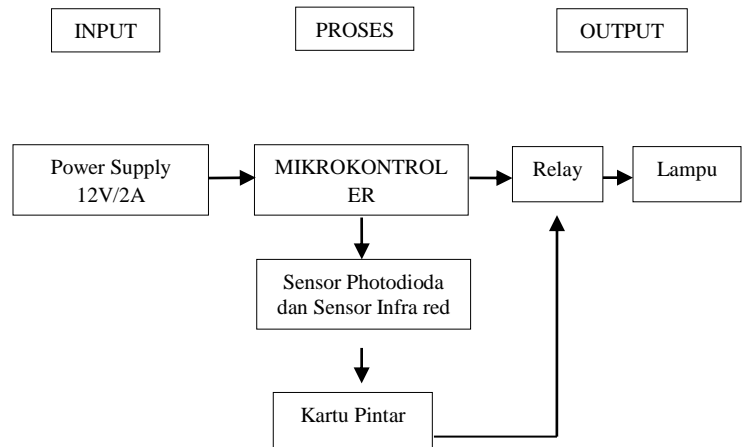 INPUT
PROSES
OUTPUT
Power Supply
12V/2A
MIKROKONTROL
ER
Relay
Lampu
Sensor Photodioda
dan Sensor Infra red
Kartu Pintar